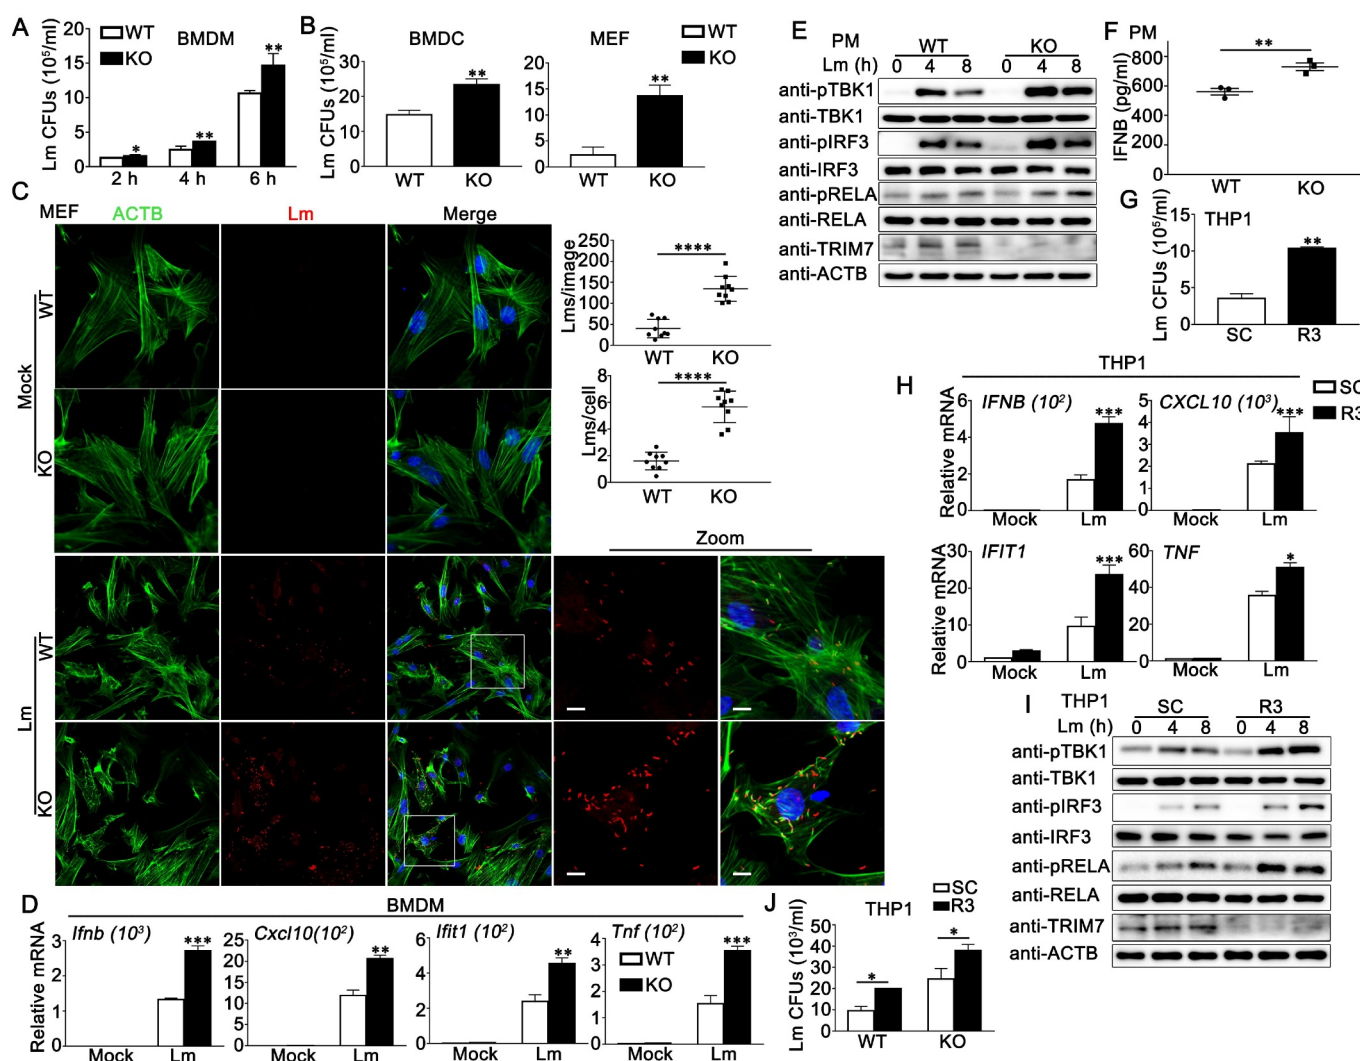 A
Lm CFUs (10⁵/ml)
20
15
10
5
0
BMDM
WT
KO
*
**
**
2 h
4 h
6 h
B
Lm CFUs (10⁵/ml)
30
20
10
0
BMDC
**
WT
KO
20
15
10
5
0
MEF
WT
KO
**
WT
KO
C
MEF
ACTB
Lm
Merge
Mock
WT
KO
Lm
WT
KO
Zoom
Lms/image
250
200
150
100
50
0
****
WT
KO
Lms/cell
8
6
4
2
0
****
WT
KO
D
BMDM
Relative mRNA
Ifnb (10³)
3
2
1
0
***
Mock
Lm
Cxcl10(10²)
25
20
15
10
5
0
**
Mock
Lm
Ifit1 (10²)
6
4
2
0
**
Mock
Lm
Tnf (10²)
4
3
2
1
0
WT
KO
***
Mock
Lm
E
PM
WT
KO
Lm (h)
0 4 8 0 4 8
anti-pTBK1
anti-TBK1
anti-pIRF3
anti-IRF3
anti-pRELA
anti-RELA
anti-TRIM7
anti-ACTB
F
PM
IFNB (pg/ml)
800
600
400
200
0
**
WT
KO
G
THP1
Lm CFUs (10⁵/ml)
15
10
5
0
**
SC
R3
H
THP1
SC
R3
Relative mRNA
IFNB (10²)
6
4
2
0
***
Mock
Lm
CXCL10 (10³)
5
4
3
2
1
0
***
Mock
Lm
Relative mRNA
IFIT1
30
20
10
0
***
Mock
Lm
TNF
60
40
20
0
*
Mock
Lm
I
THP1
SC
R3
Lm (h)
0 4 8 0 4 8
anti-pTBK1
anti-TBK1
anti-pIRF3
anti-IRF3
anti-pRELA
anti-RELA
anti-TRIM7
anti-ACTB
J
THP1
SC
R3
Lm CFUs (10³/ml)
50
40
30
20
10
0
*
*
WT
KO